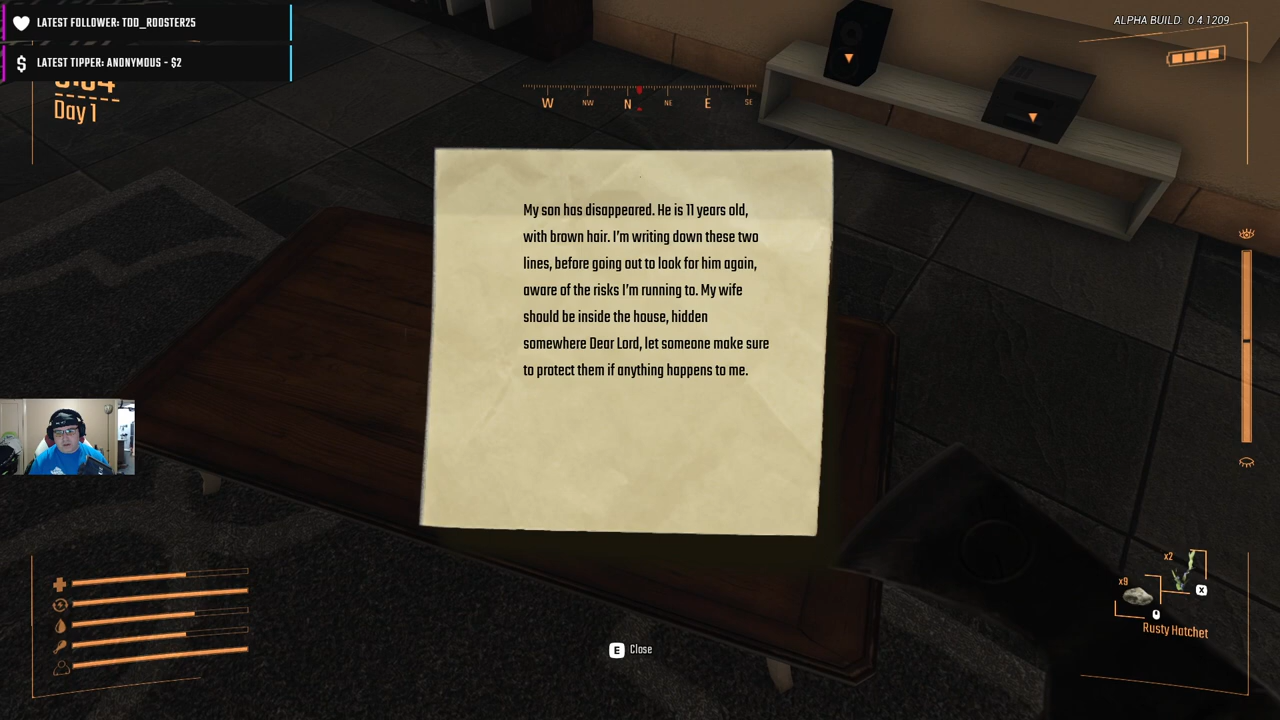 LATEST FOLLOWER: TDD_ROOSTER25
LATEST TIPPER: ANONYMOUS - $2
Day 1
ALPHA BUILD 0 4 1209
W NW N NE E SE
My son has disappeared. He is 11 years old,
with brown hair. I'm writing down these two
lines, before going out to look for him again,
aware of the risks I'm running to. My wife
should be inside the house, hidden
somewhere Dear Lord, let someone make sure
to protect them if anything happens to me.
x2
X
x9
Rusty Hatchet
E Close